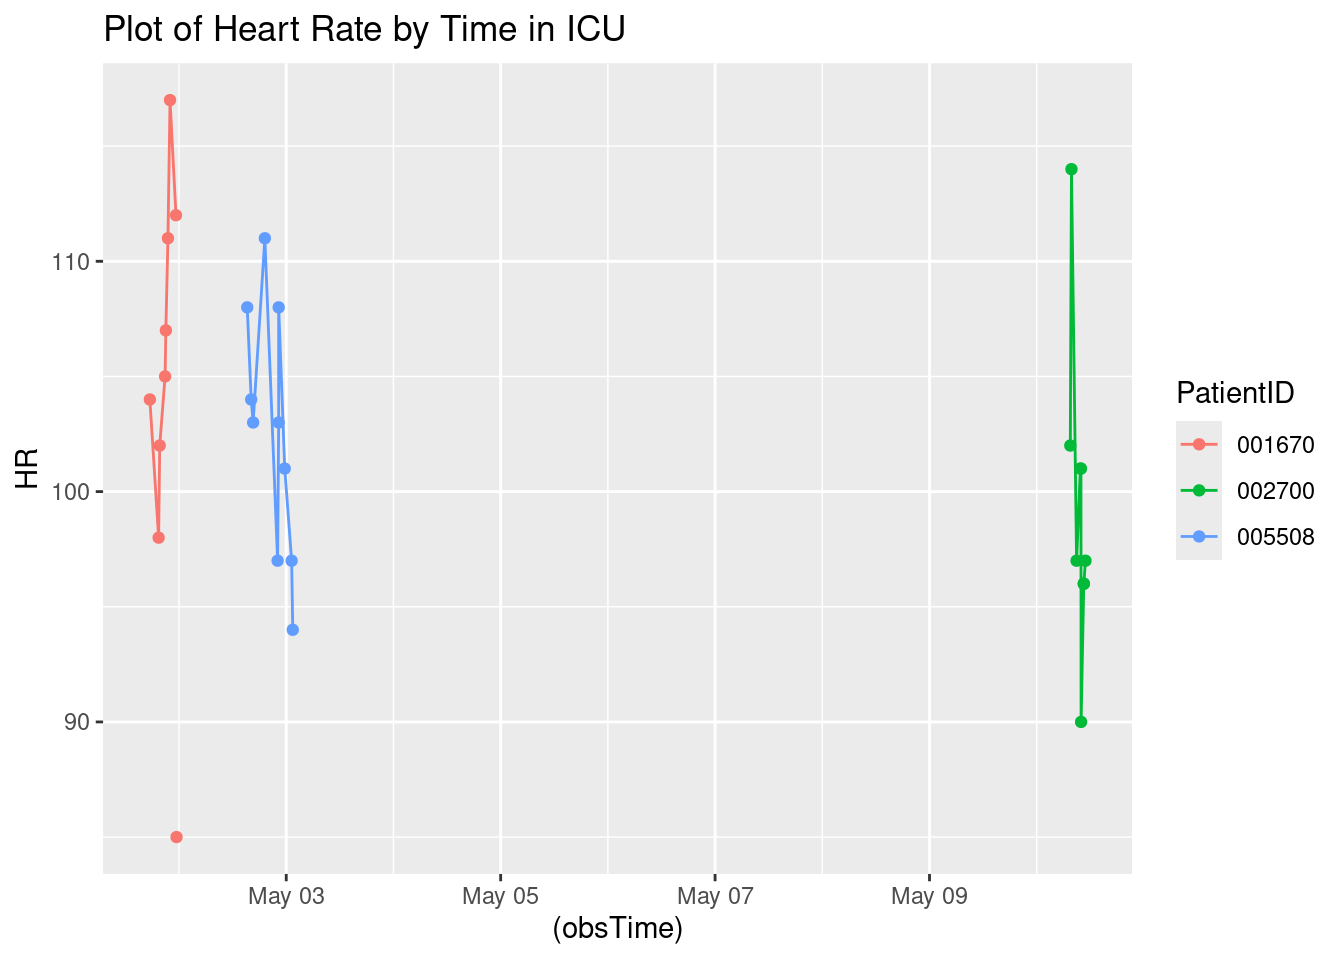 Plot of Heart Rate by Time in ICU
110
100
90
HR
May 03
May 05
May 07
May 09
(obsTime)
PatientID
001670
002700
005508